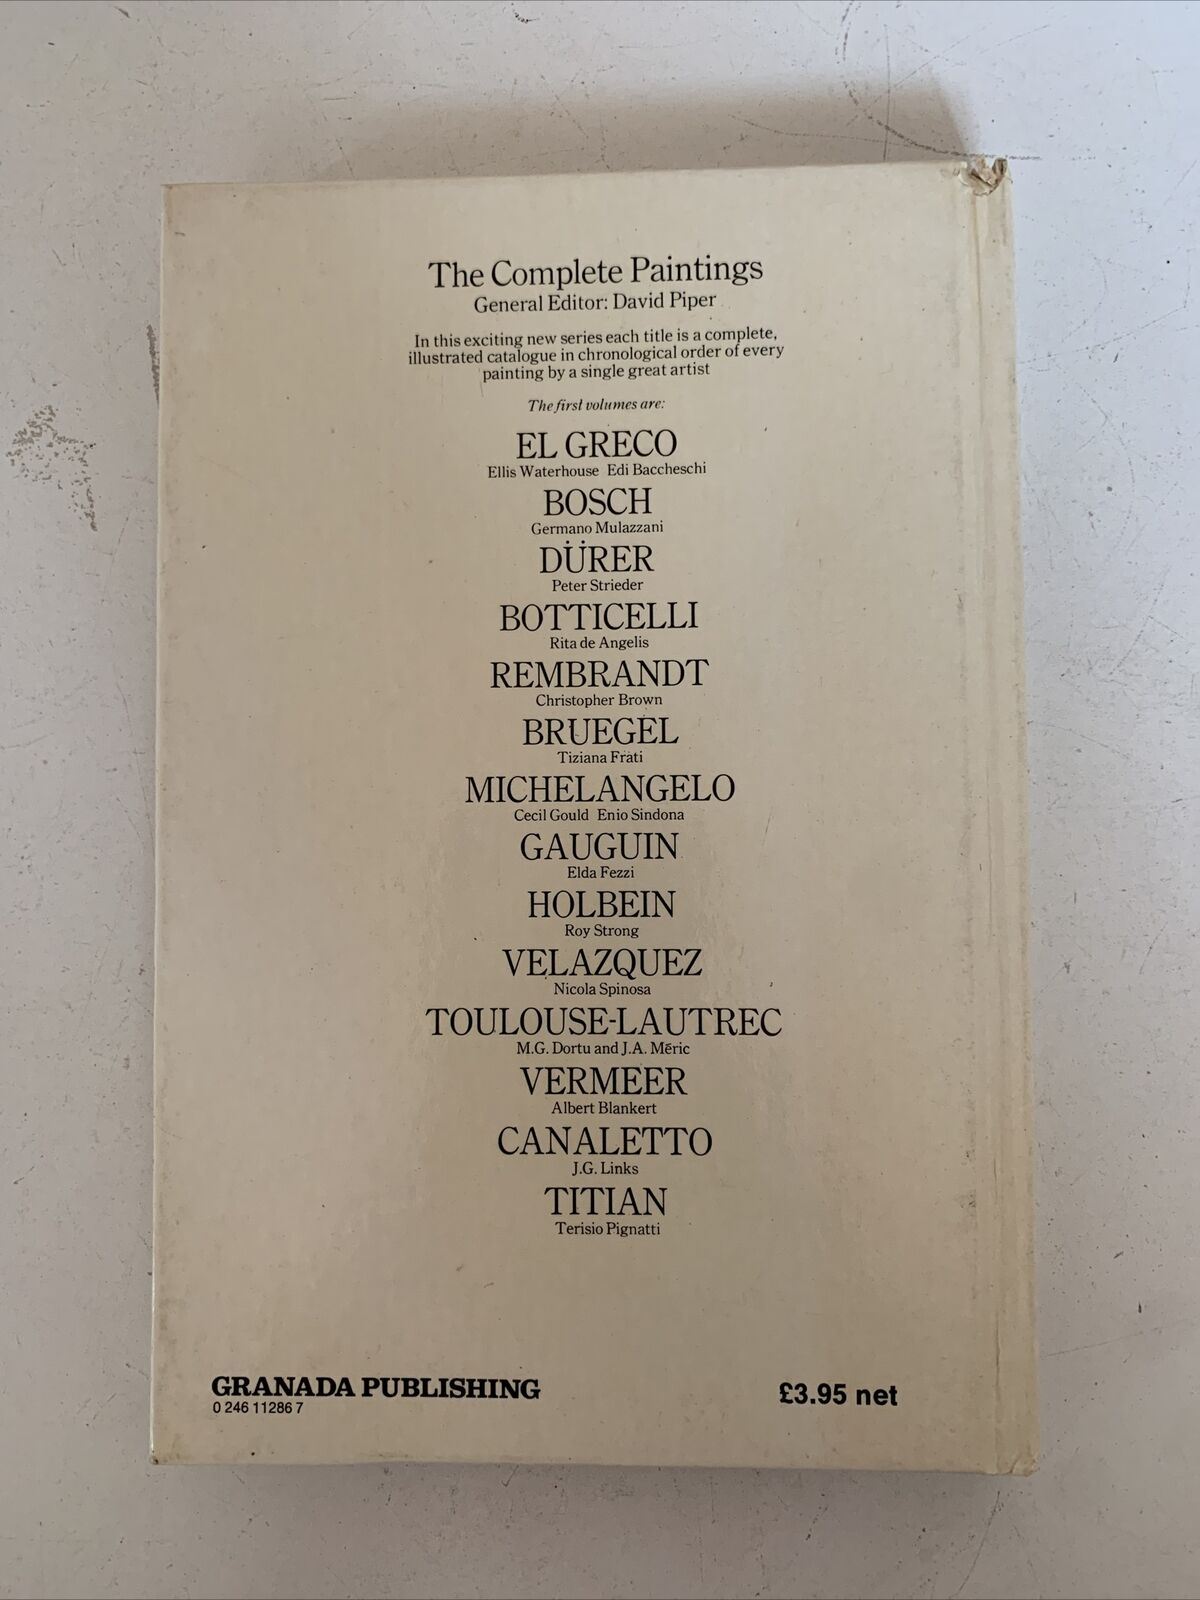 The Complete Paintings
General Editor: David Piper
In this exciting new series each title is a complete,
illustrated catalogue in chronological order of every
painting by a single great artist
The first volumes are:
EL GRECO
Ellis Waterhouse Edi Baccheschi
BOSCH
Germano Mulazzani
DÜRER
Peter Strieder
BOTTICELLI
Rita de Angelis
REMBRANDT
Christopher Brown
BRUEGEL
Tiziana Frati
MICHELANGELO
Cecil Gould Enio Sindona
GAUGUIN
Elda Fezzi
HOLBEIN
Roy Strong
VELAZQUEZ
Nicola Spinosa
TOULOUSE-LAUTREC
M.G. Dortu and J.A. Méric
VERMEER
Albert Blankert
CANALETTO
J.G. Links
TITIAN
Terisio Pignatti
GRANADA PUBLISHING
0 246 11286 7
£3.95 net